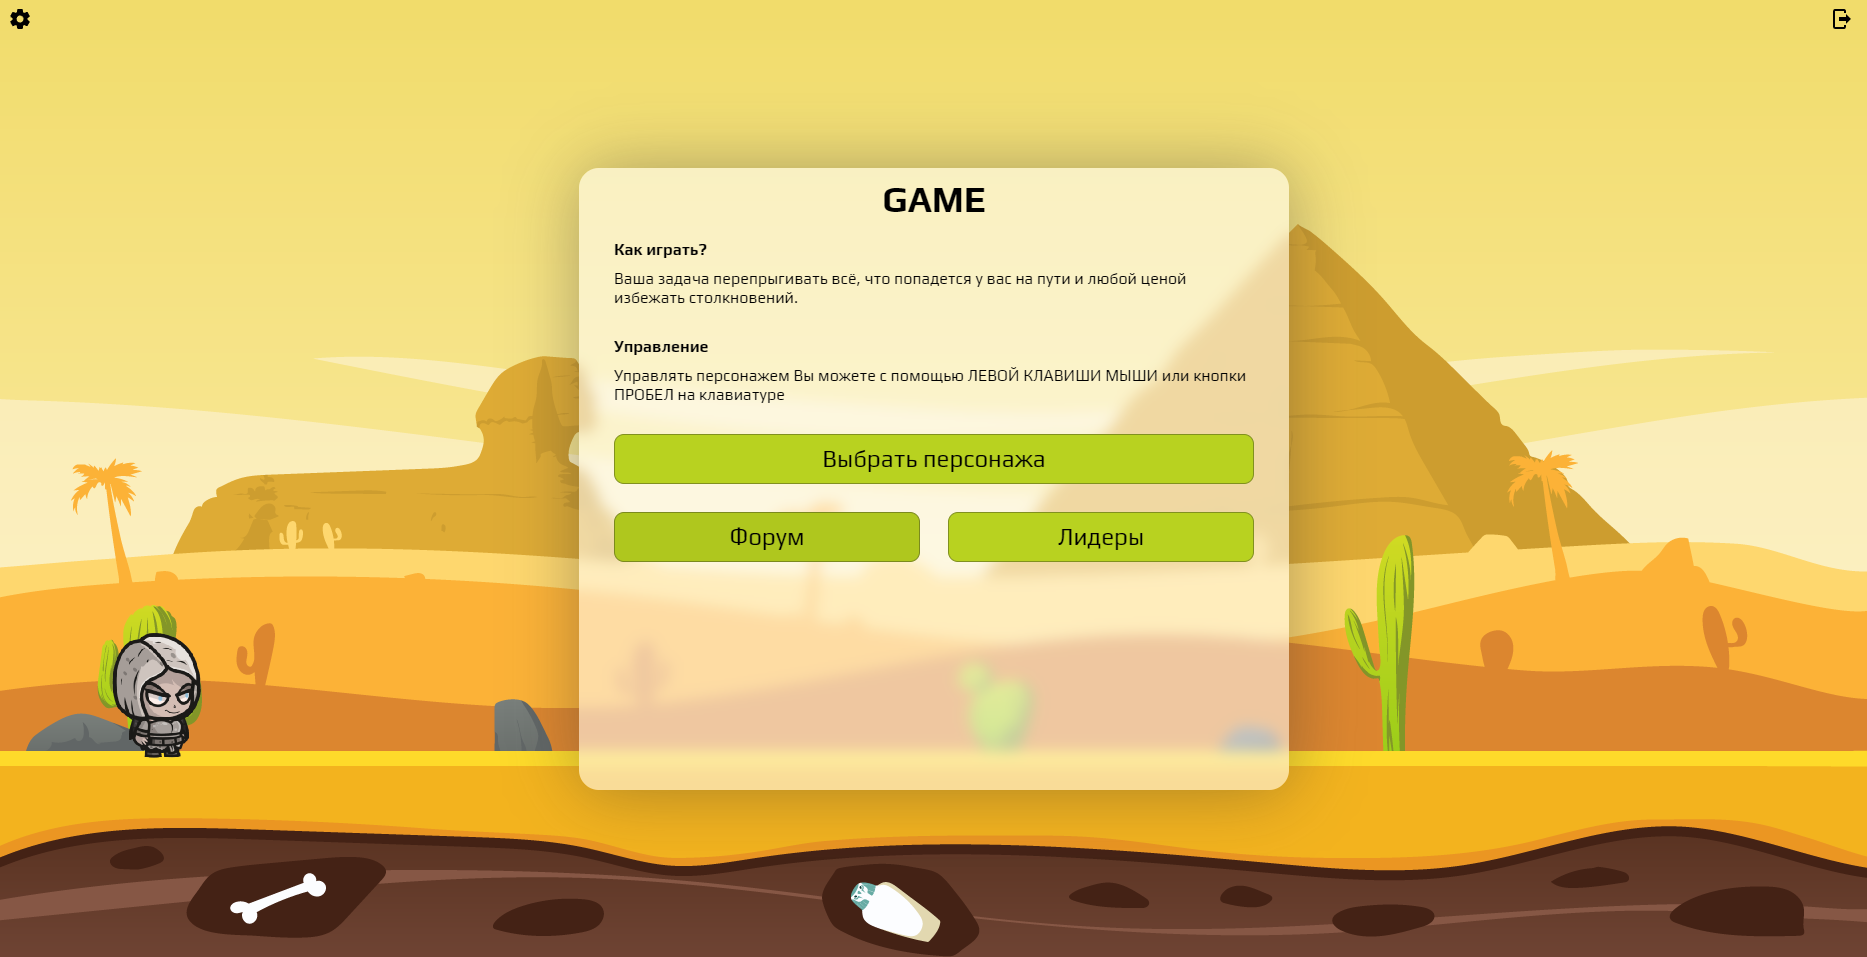 GAME
Как играть?
Ваша задача перепрыгивать всё, что попадется у вас на пути и любой ценой
избежать столкновений.
Управление
Управлять персонажем Вы можете с помощью ЛЕВОЙ КЛАВИШИ МЫШИ или кнопки
ПРОБЕЛ на клавиатуре
Выбрать персонажа
Форум
Лидеры